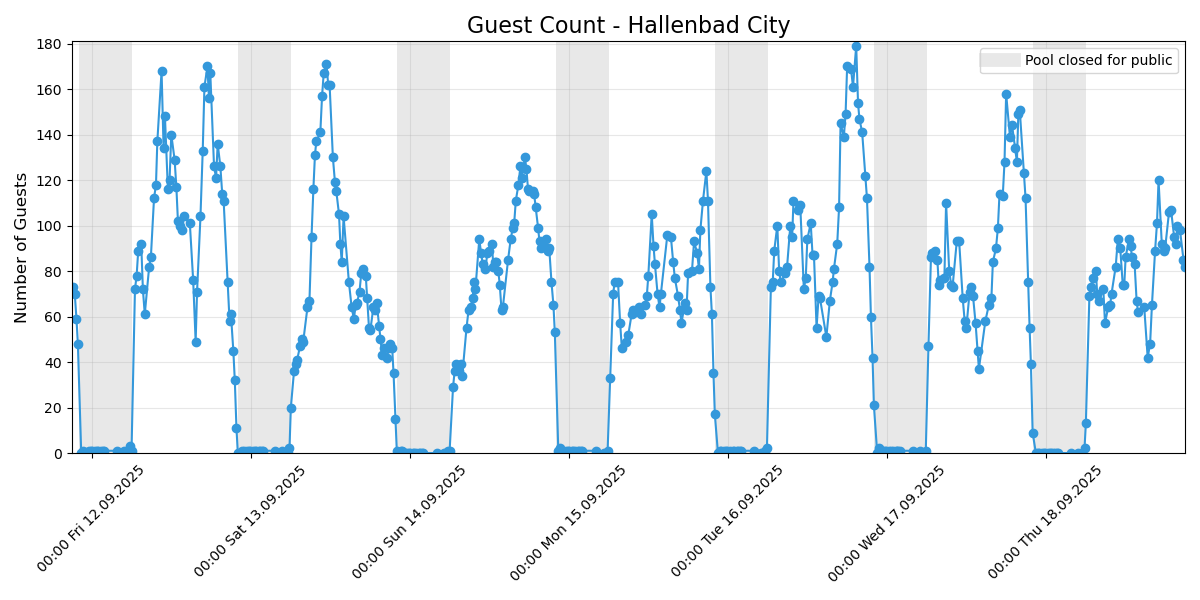 Guest Count - Hallenbad City
Pool closed for public
Number of Guests
180
160
140
120
100
80
60
40
20
0
00:00 Fri 12.09.2025
00:00 Sat 13.09.2025
00:00 Sun 14.09.2025
00:00 Mon 15.09.2025
00:00 Tue 16.09.2025
00:00 Wed 17.09.2025
00:00 Thu 18.09.2025